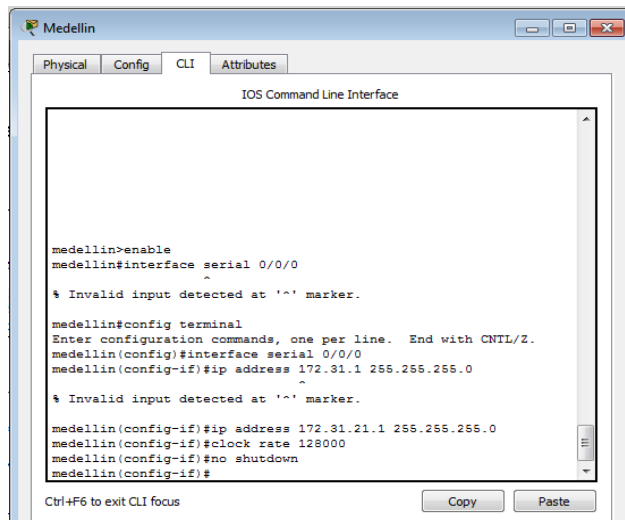 Medellin
Physical Config CLI Attributes
IOS Command Line Interface
medellin>enable
medellin#interface serial 0/0/0
^
% Invalid input detected at '^' marker.
medellin#config terminal
Enter configuration commands, one per line. End with CNTL/Z.
medellin(config)#interface serial 0/0/0
medellin(config-if)#ip address 172.31.1 255.255.255.0
^
% Invalid input detected at '^' marker.
medellin(config-if)#ip address 172.31.21.1 255.255.255.0
medellin(config-if)#clock rate 128000
medellin(config-if)#no shutdown
medellin(config-if)#
Ctrl+F6 to exit CLI focus Copy Paste